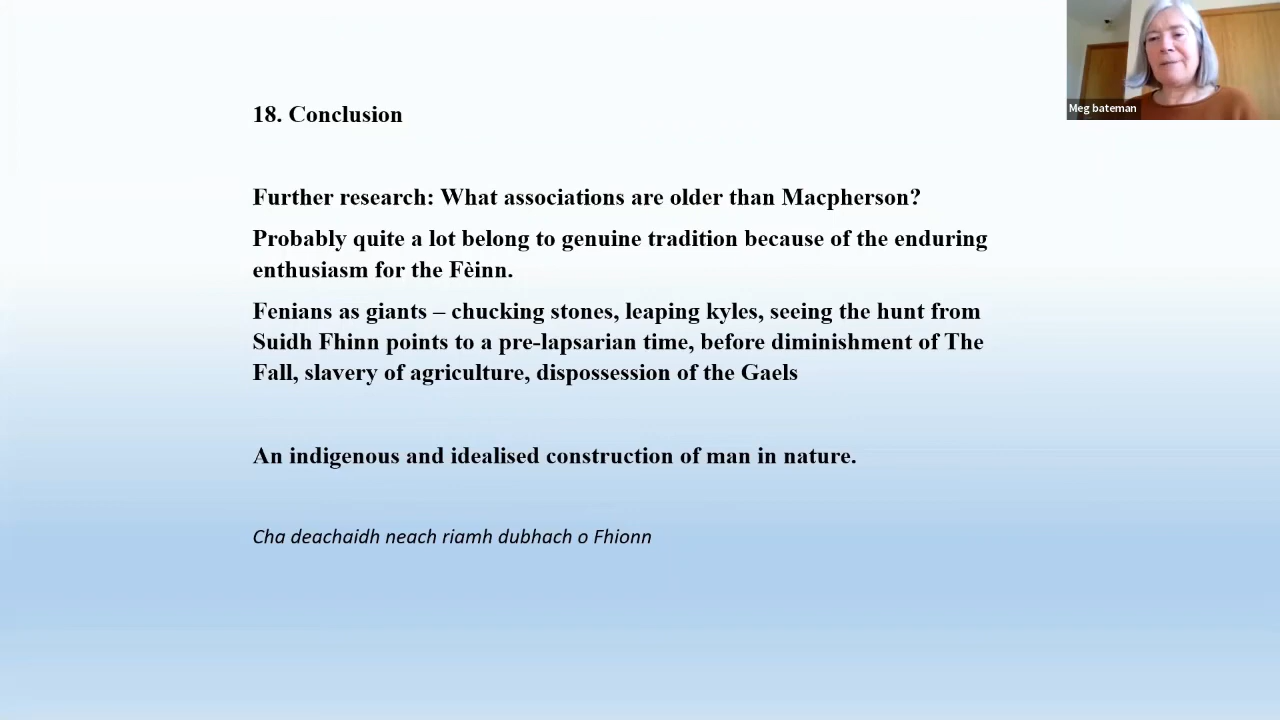 Meg bateman
18. Conclusion
Further research: What associations are older than Macpherson?
Probably quite a lot belong to genuine tradition because of the enduring
enthusiasm for the Fèinn.
Fenians as giants – chucking stones, leaping kyles, seeing the hunt from
Suidh Fhinn points to a pre-lapsarian time, before diminishment of The
Fall, slavery of agriculture, dispossession of the Gaels
An indigenous and idealised construction of man in nature.
Cha deachaidh neach riamh dubhach o Fhionn